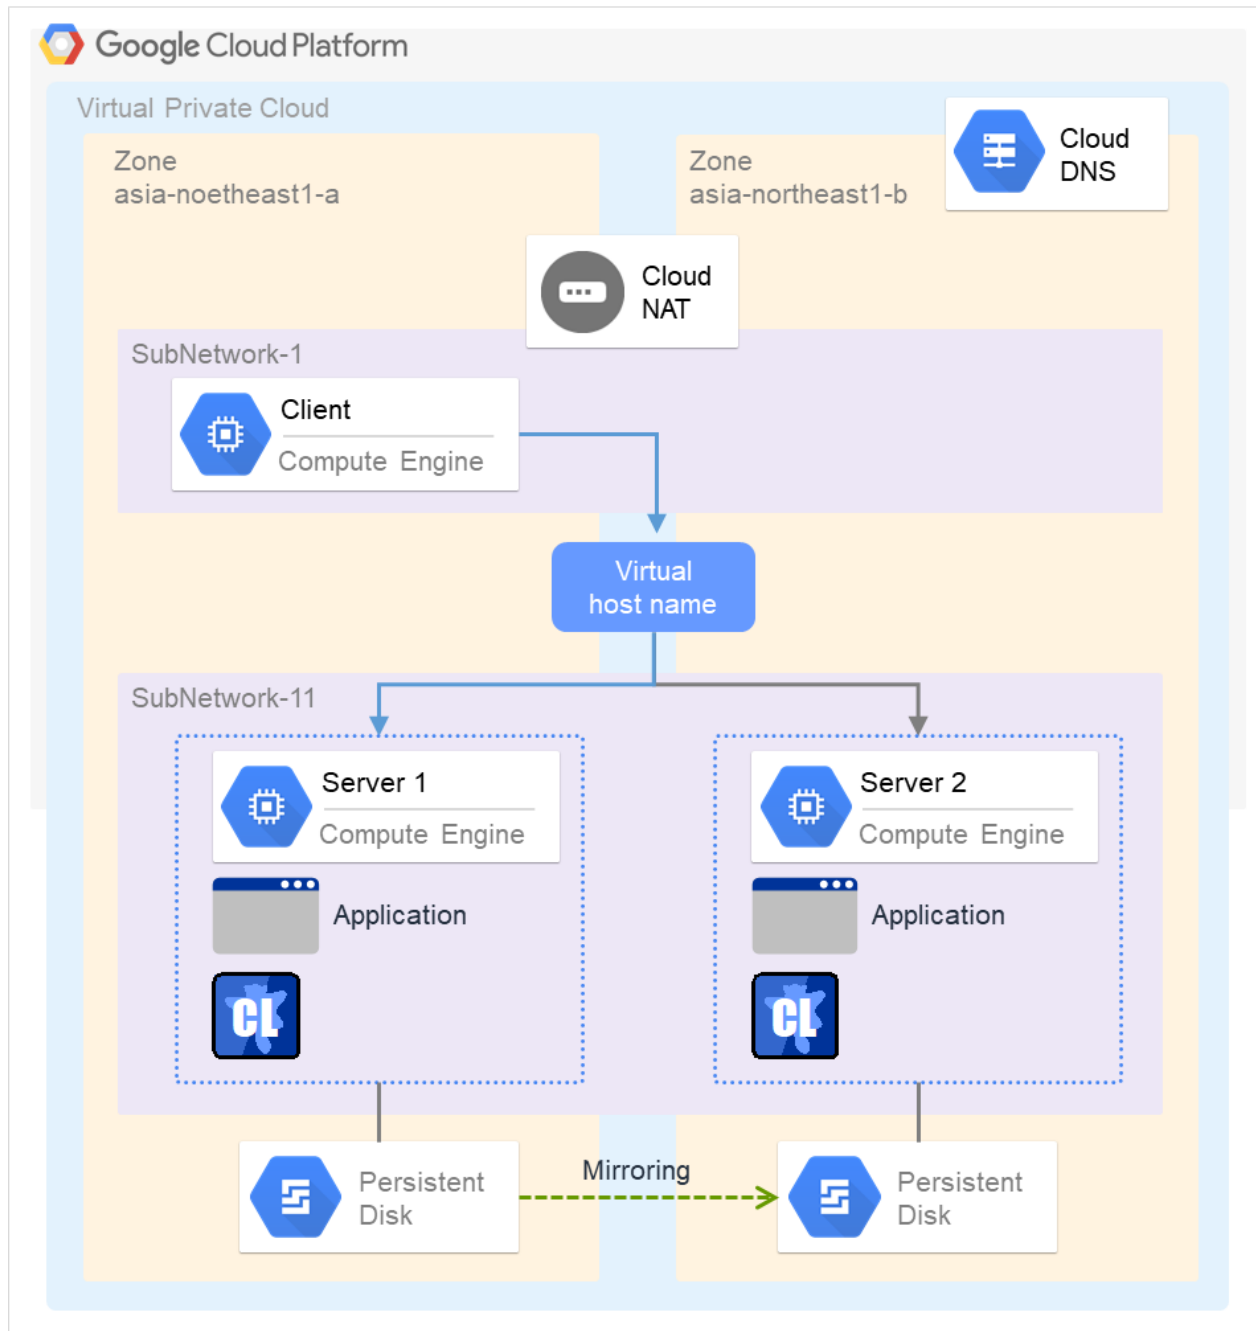 Google Cloud Platform
Virtual Private Cloud
Cloud
DNS
Zone
asia-noetheast1-a
Zone
asia-northeast1-b
Cloud
NAT
SubNetwork-1
Client
Compute Engine
Virtual
host name
SubNetwork-11
Server 1
Compute Engine
Server 2
Compute Engine
Application
Application
CL
CL
Persistent
Disk
Mirroring
Persistent
Disk